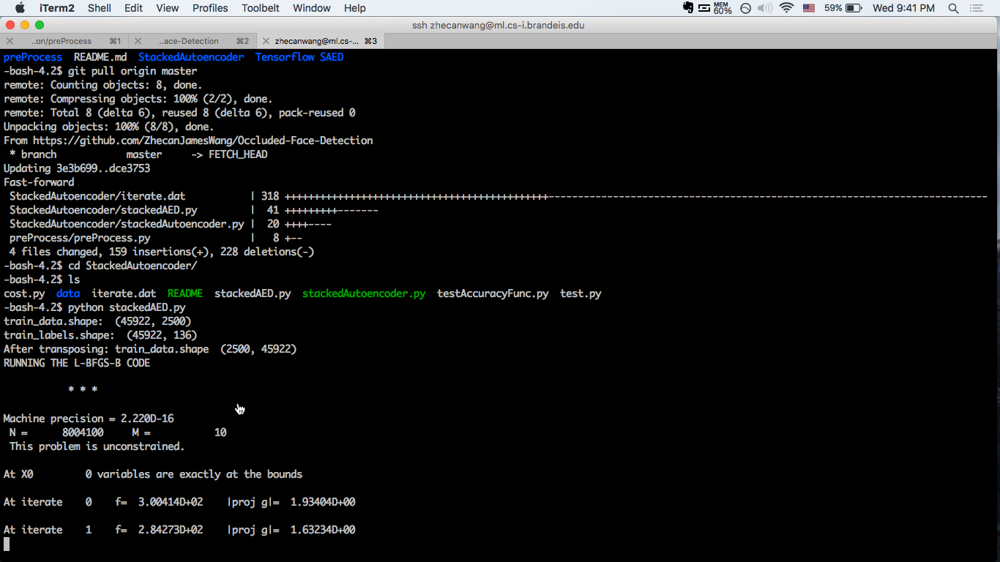 iTerm2 Shell Edit View Profiles Toolbelt Window Help MEM 60% 59% Wed 9:41 PM
ssh zhecanwang@ml.cs-i.brandeis.edu
..on/preProcess ⌘1 ..ace-Detection ⌘2 zhecanwang@ml.cs-... ⌘3
preProcess README.md StackedAutoencoder Tensorflow SAED
-bash-4.2$ git pull origin master
remote: Counting objects: 8, done.
remote: Compressing objects: 100% (2/2), done.
remote: Total 8 (delta 6), reused 8 (delta 6), pack-reused 0
Unpacking objects: 100% (8/8), done.
From https://github.com/ZhecanJamesWang/Occluded-Face-Detection
 * branch            master     -> FETCH_HEAD
Updating 3e3b699..dce3753
Fast-forward
 StackedAutoencoder/iterate.dat           | 318 +++++++++++++++++++++++++++++++++++++++++++++---------------------------------------------------------------------------
 StackedAutoencoder/stackedAED.py         |  41 +++++++++-------
 StackedAutoencoder/stackedAutoencoder.py |  20 ++++----
 preProcess/preProcess.py                 |   8 +--
 4 files changed, 159 insertions(+), 228 deletions(-)
-bash-4.2$ cd StackedAutoencoder/
-bash-4.2$ ls
cost.py  data  iterate.dat  README  stackedAED.py  stackedAutoencoder.py  testAccuracyFunc.py  test.py
-bash-4.2$ python stackedAED.py
train_data.shape:  (45922, 2500)
train_labels.shape:  (45922, 136)
After transposing: train_data.shape  (2500, 45922)
RUNNING THE L-BFGS-B CODE
* * *
Machine precision = 2.220D-16
 N =      8004100     M =           10
 This problem is unconstrained.
At X0         0 variables are exactly at the bounds
At iterate    0    f=  3.00414D+02    |proj g|=  1.93404D+00
At iterate    1    f=  2.84273D+02    |proj g|=  1.63234D+00